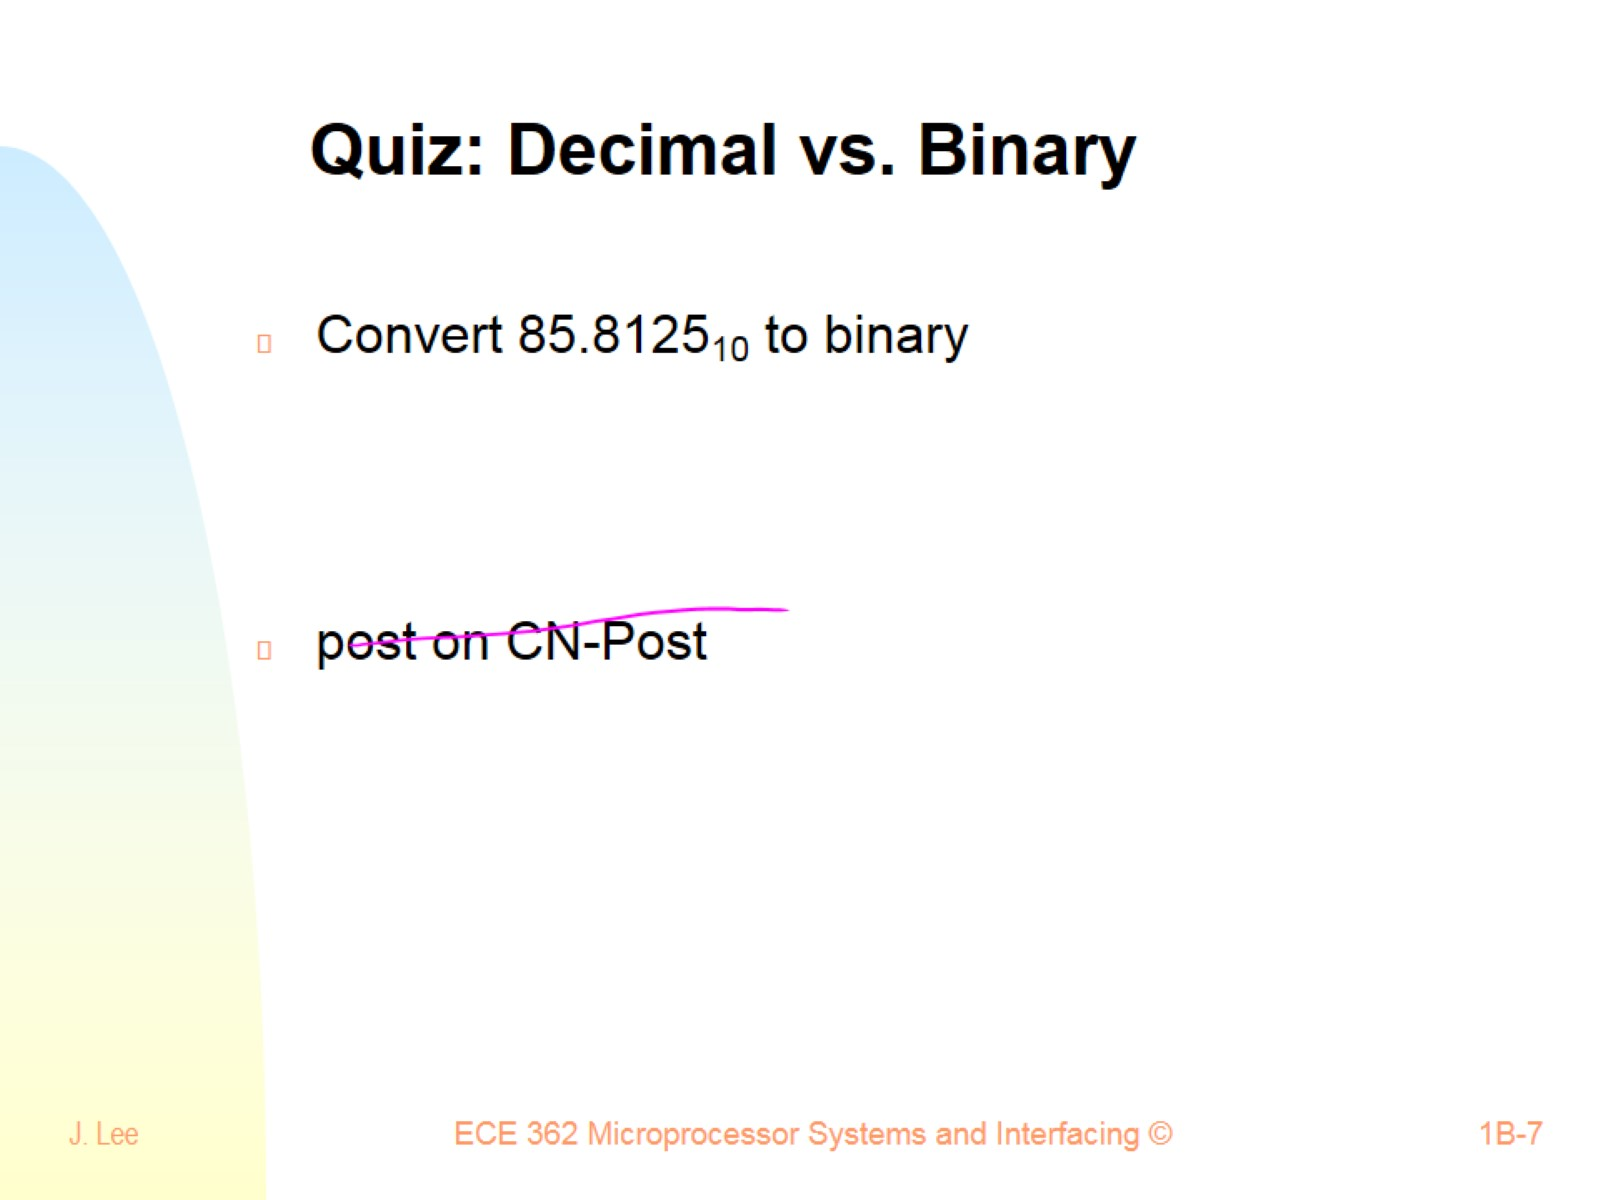 Quiz: Decimal vs. Binary
Convert 85.8125₁₀ to binary
post on CN-Post
J. Lee
ECE 362 Microprocessor Systems and Interfacing ©
1B-7